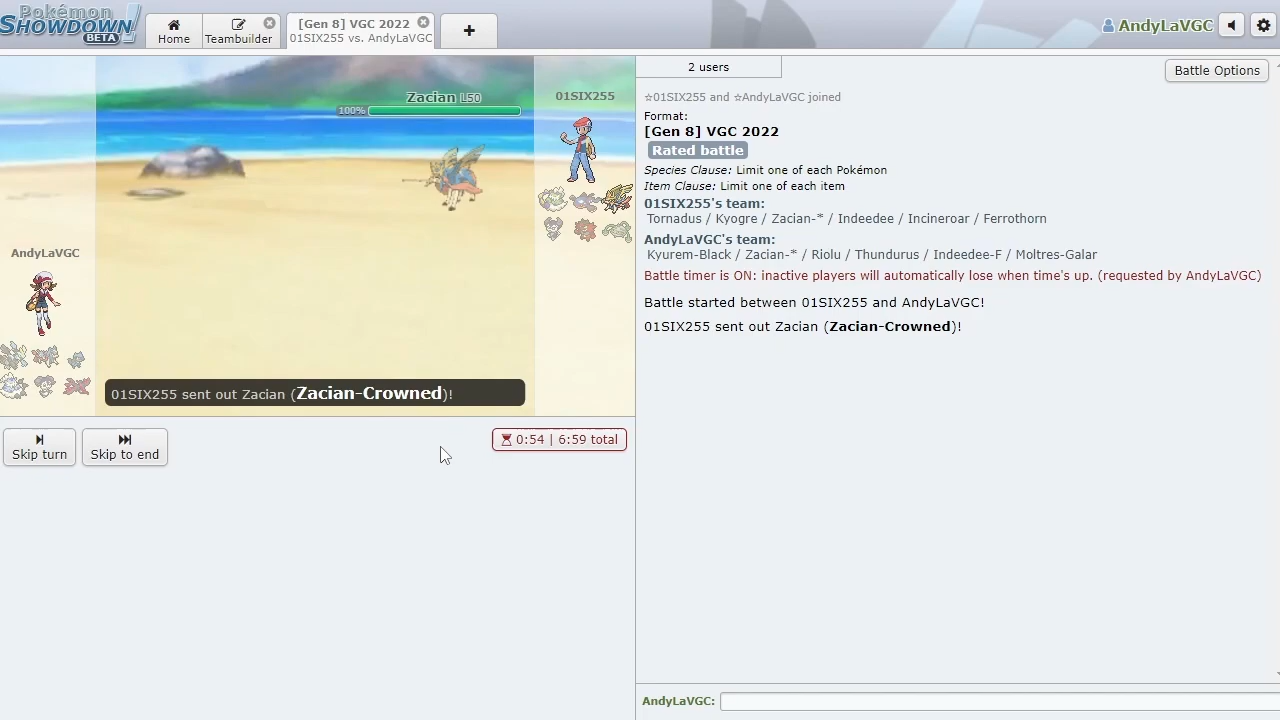 Pokémon
SHOWDOWN!
BETA
Home
Teambuilder
[Gen 8] VGC 2022
01SIX255 vs. AndyLaVGC
+
AndyLaVGC
Zacian L50
100%
01SIX255
AndyLaVGC
01SIX255 sent out Zacian (Zacian-Crowned)!
Skip turn
Skip to end
0:54 | 6:59 total
2 users
Battle Options
☆01SIX255 and ☆AndyLaVGC joined
Format:
[Gen 8] VGC 2022
Rated battle
Species Clause: Limit one of each Pokémon
Item Clause: Limit one of each item
01SIX255's team:
Tornadus / Kyogre / Zacian-* / Indeedee / Incineroar / Ferrothorn
AndyLaVGC's team:
Kyurem-Black / Zacian-* / Riolu / Thundurus / Indeedee-F / Moltres-Galar
Battle timer is ON: inactive players will automatically lose when time's up. (requested by AndyLaVGC)
Battle started between 01SIX255 and AndyLaVGC!
01SIX255 sent out Zacian (Zacian-Crowned)!
AndyLaVGC: